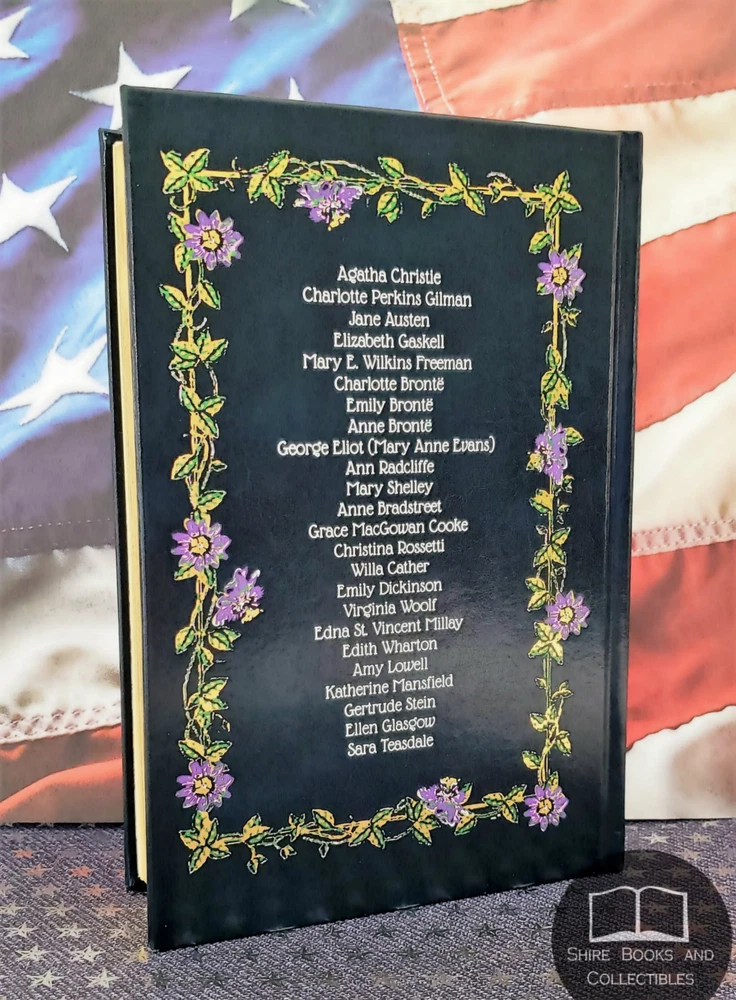 Agatha Christie
Charlotte Perkins Gilman
Jane Austen
Elizabeth Gaskell
Mary E. Wilkins Freeman
Charlotte Brontë
Emily Brontë
Anne Brontë
George Eliot (Mary Anne Evans)
Ann Radcliffe
Mary Shelley
Anne Bradstreet
Grace MacGowan Cooke
Christina Rossetti
Willa Cather
Emily Dickinson
Virginia Woolf
Edna St. Vincent Millay
Edith Wharton
Amy Lowell
Katherine Mansfield
Gertrude Stein
Ellen Glasgow
Sara Teasdale
Shire Books and
Collectibles